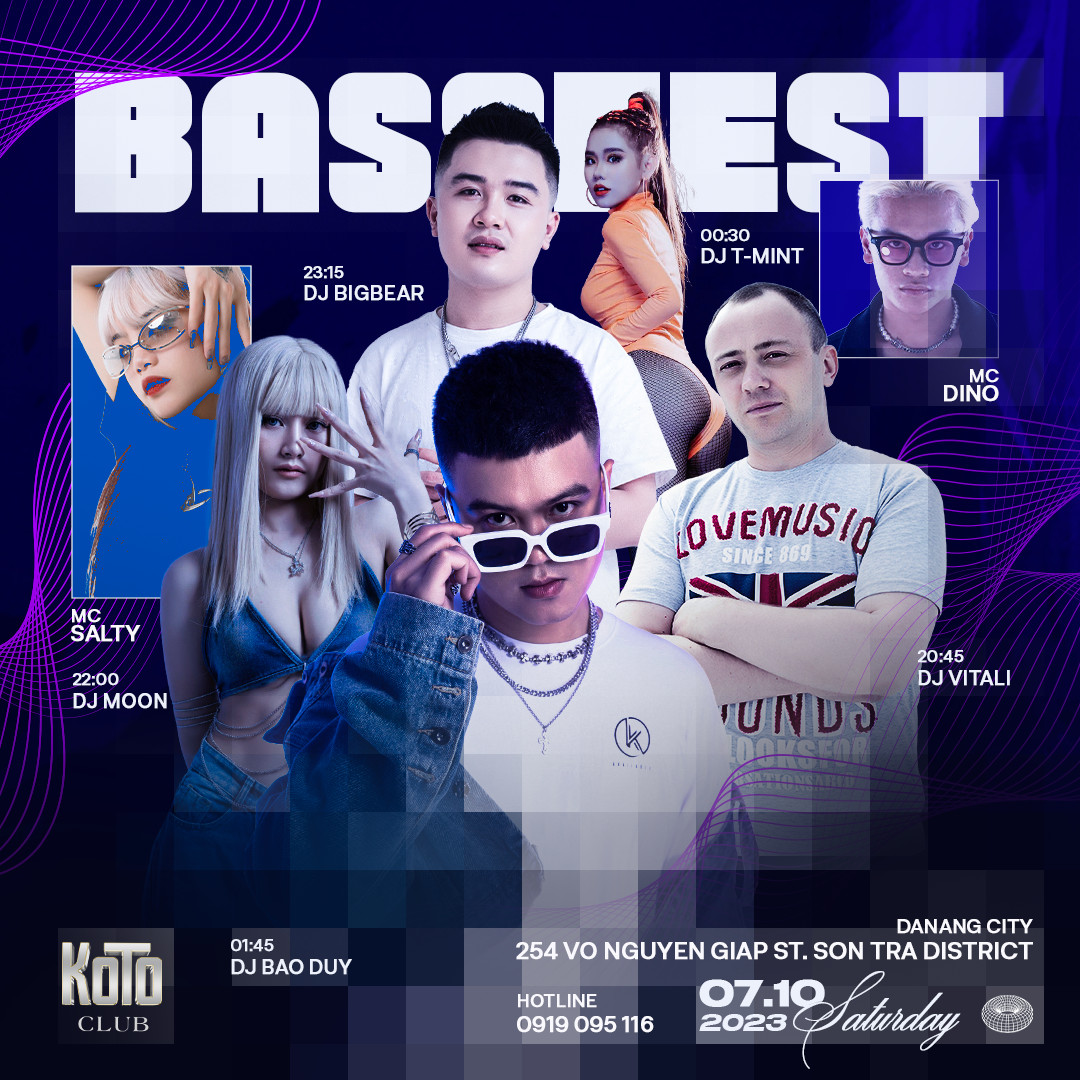 BASSFEST
23:15
DJ BIGBEAR
00:30
DJ T-MINT
MC
DINO
LOVEMUSIC
SINCE 869
MC
SALTY
22:00
DJ MOON
20:45
DJ VITALI
LOOKSFOR
KOTO
CLUB
01:45
DJ BAO DUY
DANANG CITY
254 VO NGUYEN GIAP ST. SON TRA DISTRICT
HOTLINE
0919 095 116
07.10
2023
Saturday